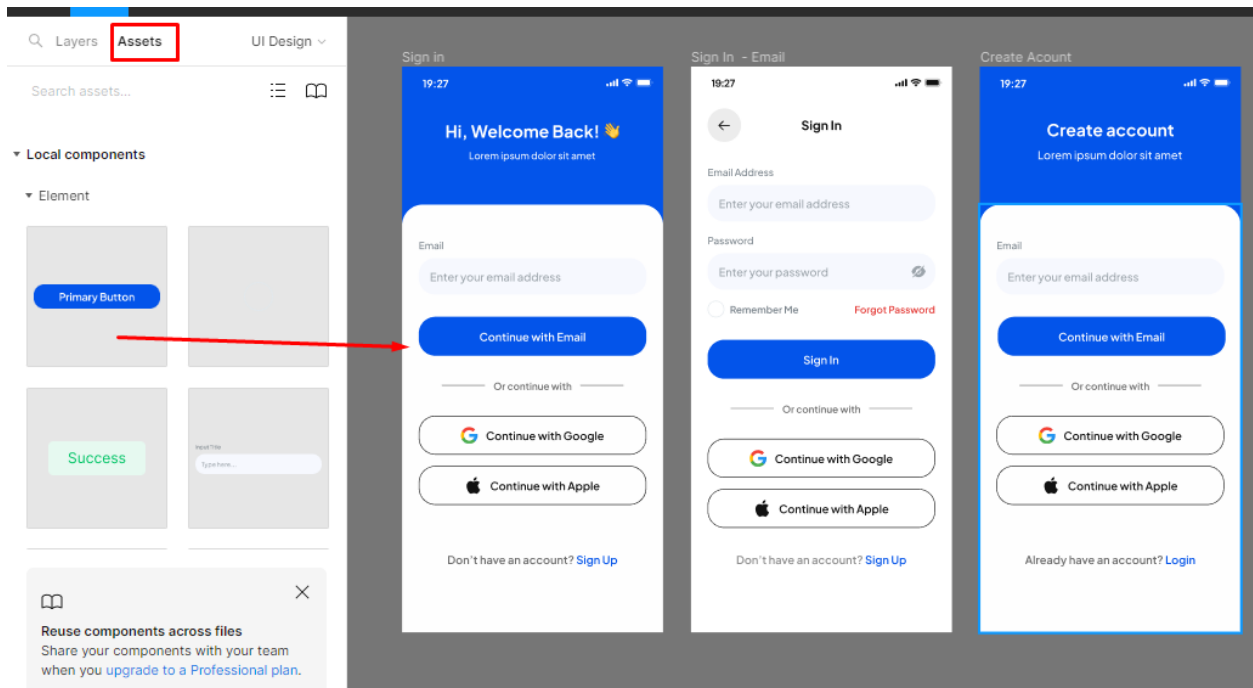 Layers Assets UI Design
Search assets...
Local components
Element
Primary Button
Success
Input Title
Type here...
Reuse components across files
Share your components with your team
when you upgrade to a Professional plan.
Sign in
19:27
Hi, Welcome Back! 👋
Lorem ipsum dolor sit amet
Email
Enter your email address
Continue with Email
Or continue with
Continue with Google
Continue with Apple
Don't have an account? Sign Up
Sign In - Email
19:27
Sign In
Email Address
Enter your email address
Password
Enter your password
Remember Me Forgot Password
Sign In
Or continue with
Continue with Google
Continue with Apple
Don't have an account? Sign Up
Create Acount
19:27
Create account
Lorem ipsum dolor sit amet
Email
Enter your email address
Continue with Email
Or continue with
Continue with Google
Continue with Apple
Already have an account? Login